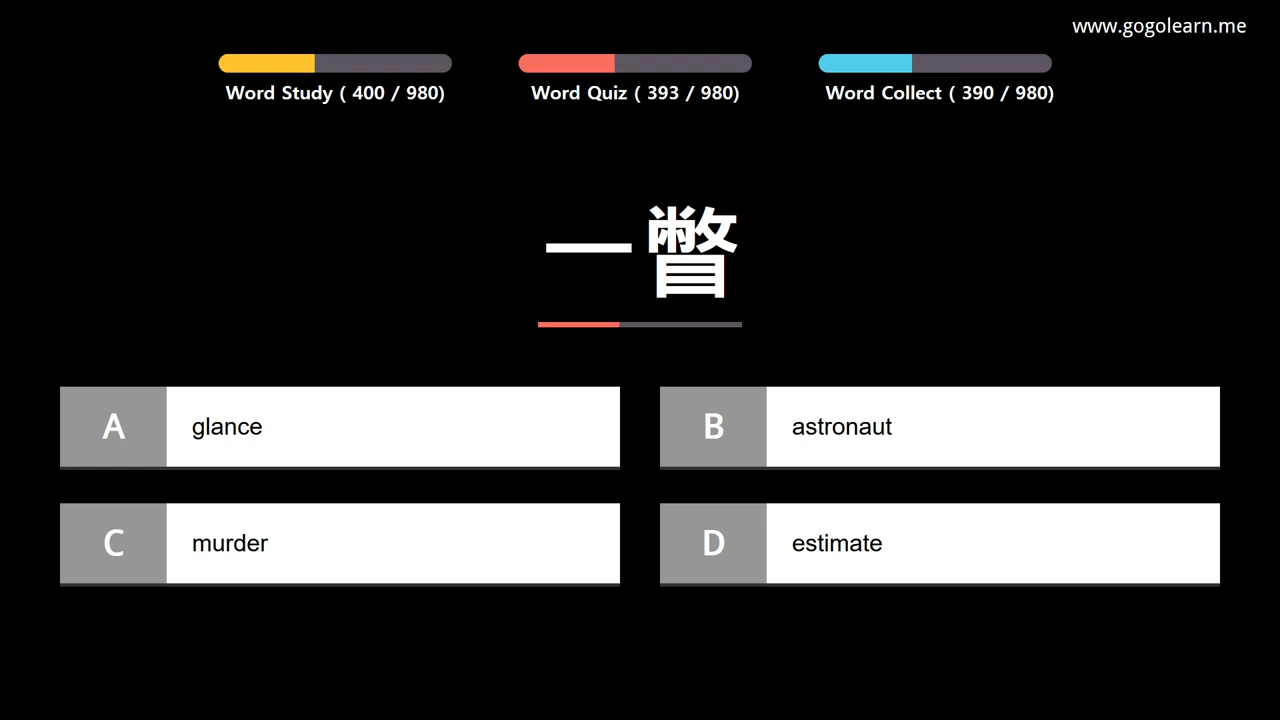 www.gogolearn.me
Word Study ( 400 / 980)
Word Quiz ( 393 / 980)
Word Collect ( 390 / 980)
一瞥
A glance
B astronaut
C murder
D estimate